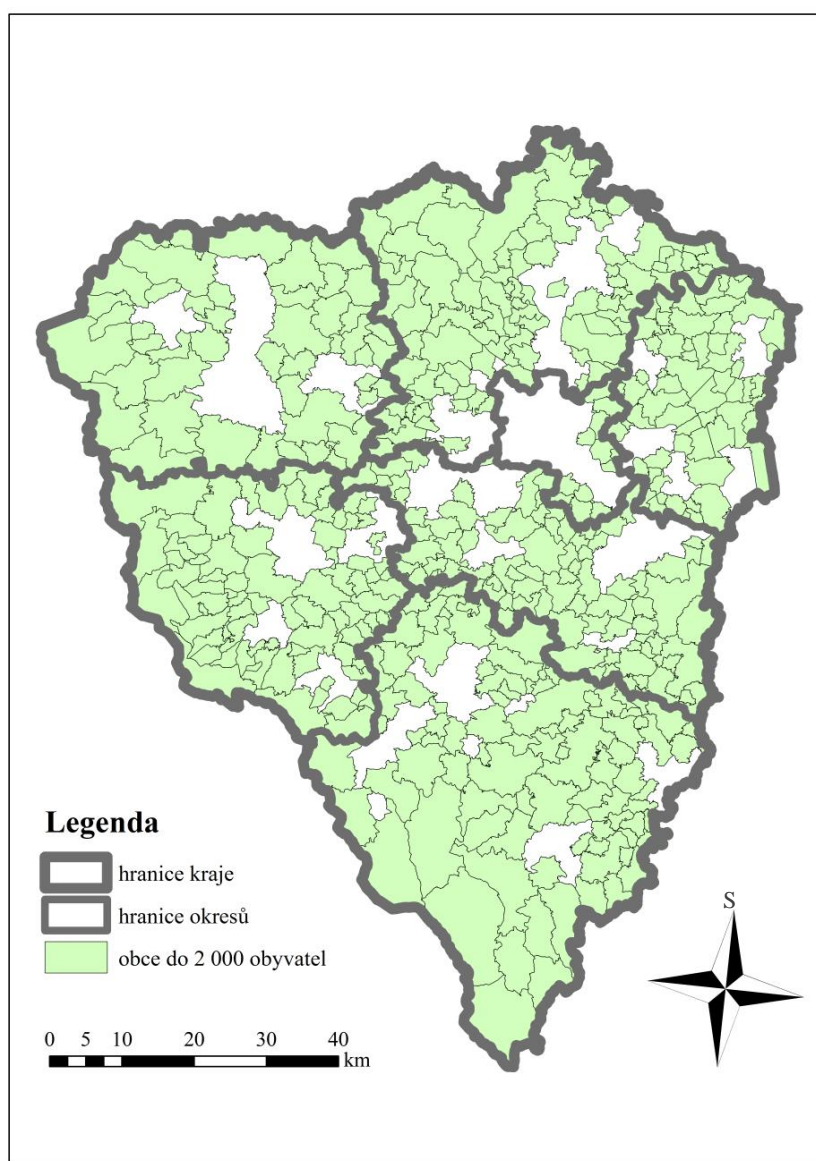 Legenda
hranice kraje
hranice okresů
obce do 2 000 obyvatel
S
0 5 10 20 30 40
km